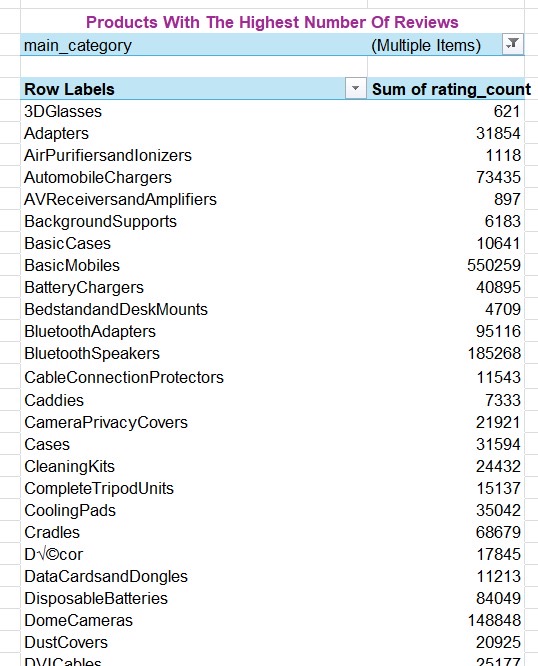 Products With The Highest Number Of Reviews
main_category (Multiple Items)
Row Labels Sum of rating_count
3DGlasses 621
Adapters 31854
AirPurifiersandIonizers 1118
AutomobileChargers 73435
AVReceiversandAmplifiers 897
BackgroundSupports 6183
BasicCases 10641
BasicMobiles 550259
BatteryChargers 40895
BedstandandDeskMounts 4709
BluetoothAdapters 95116
BluetoothSpeakers 185268
CableConnectionProtectors 11543
Caddies 7333
CameraPrivacyCovers 21921
Cases 31594
CleaningKits 24432
CompleteTripodUnits 15137
CoolingPads 35042
Cradles 68679
D√©cor 17845
DataCardsandDongles 11213
DisposableBatteries 84049
DomeCameras 148848
DustCovers 20925
DVICables 25177